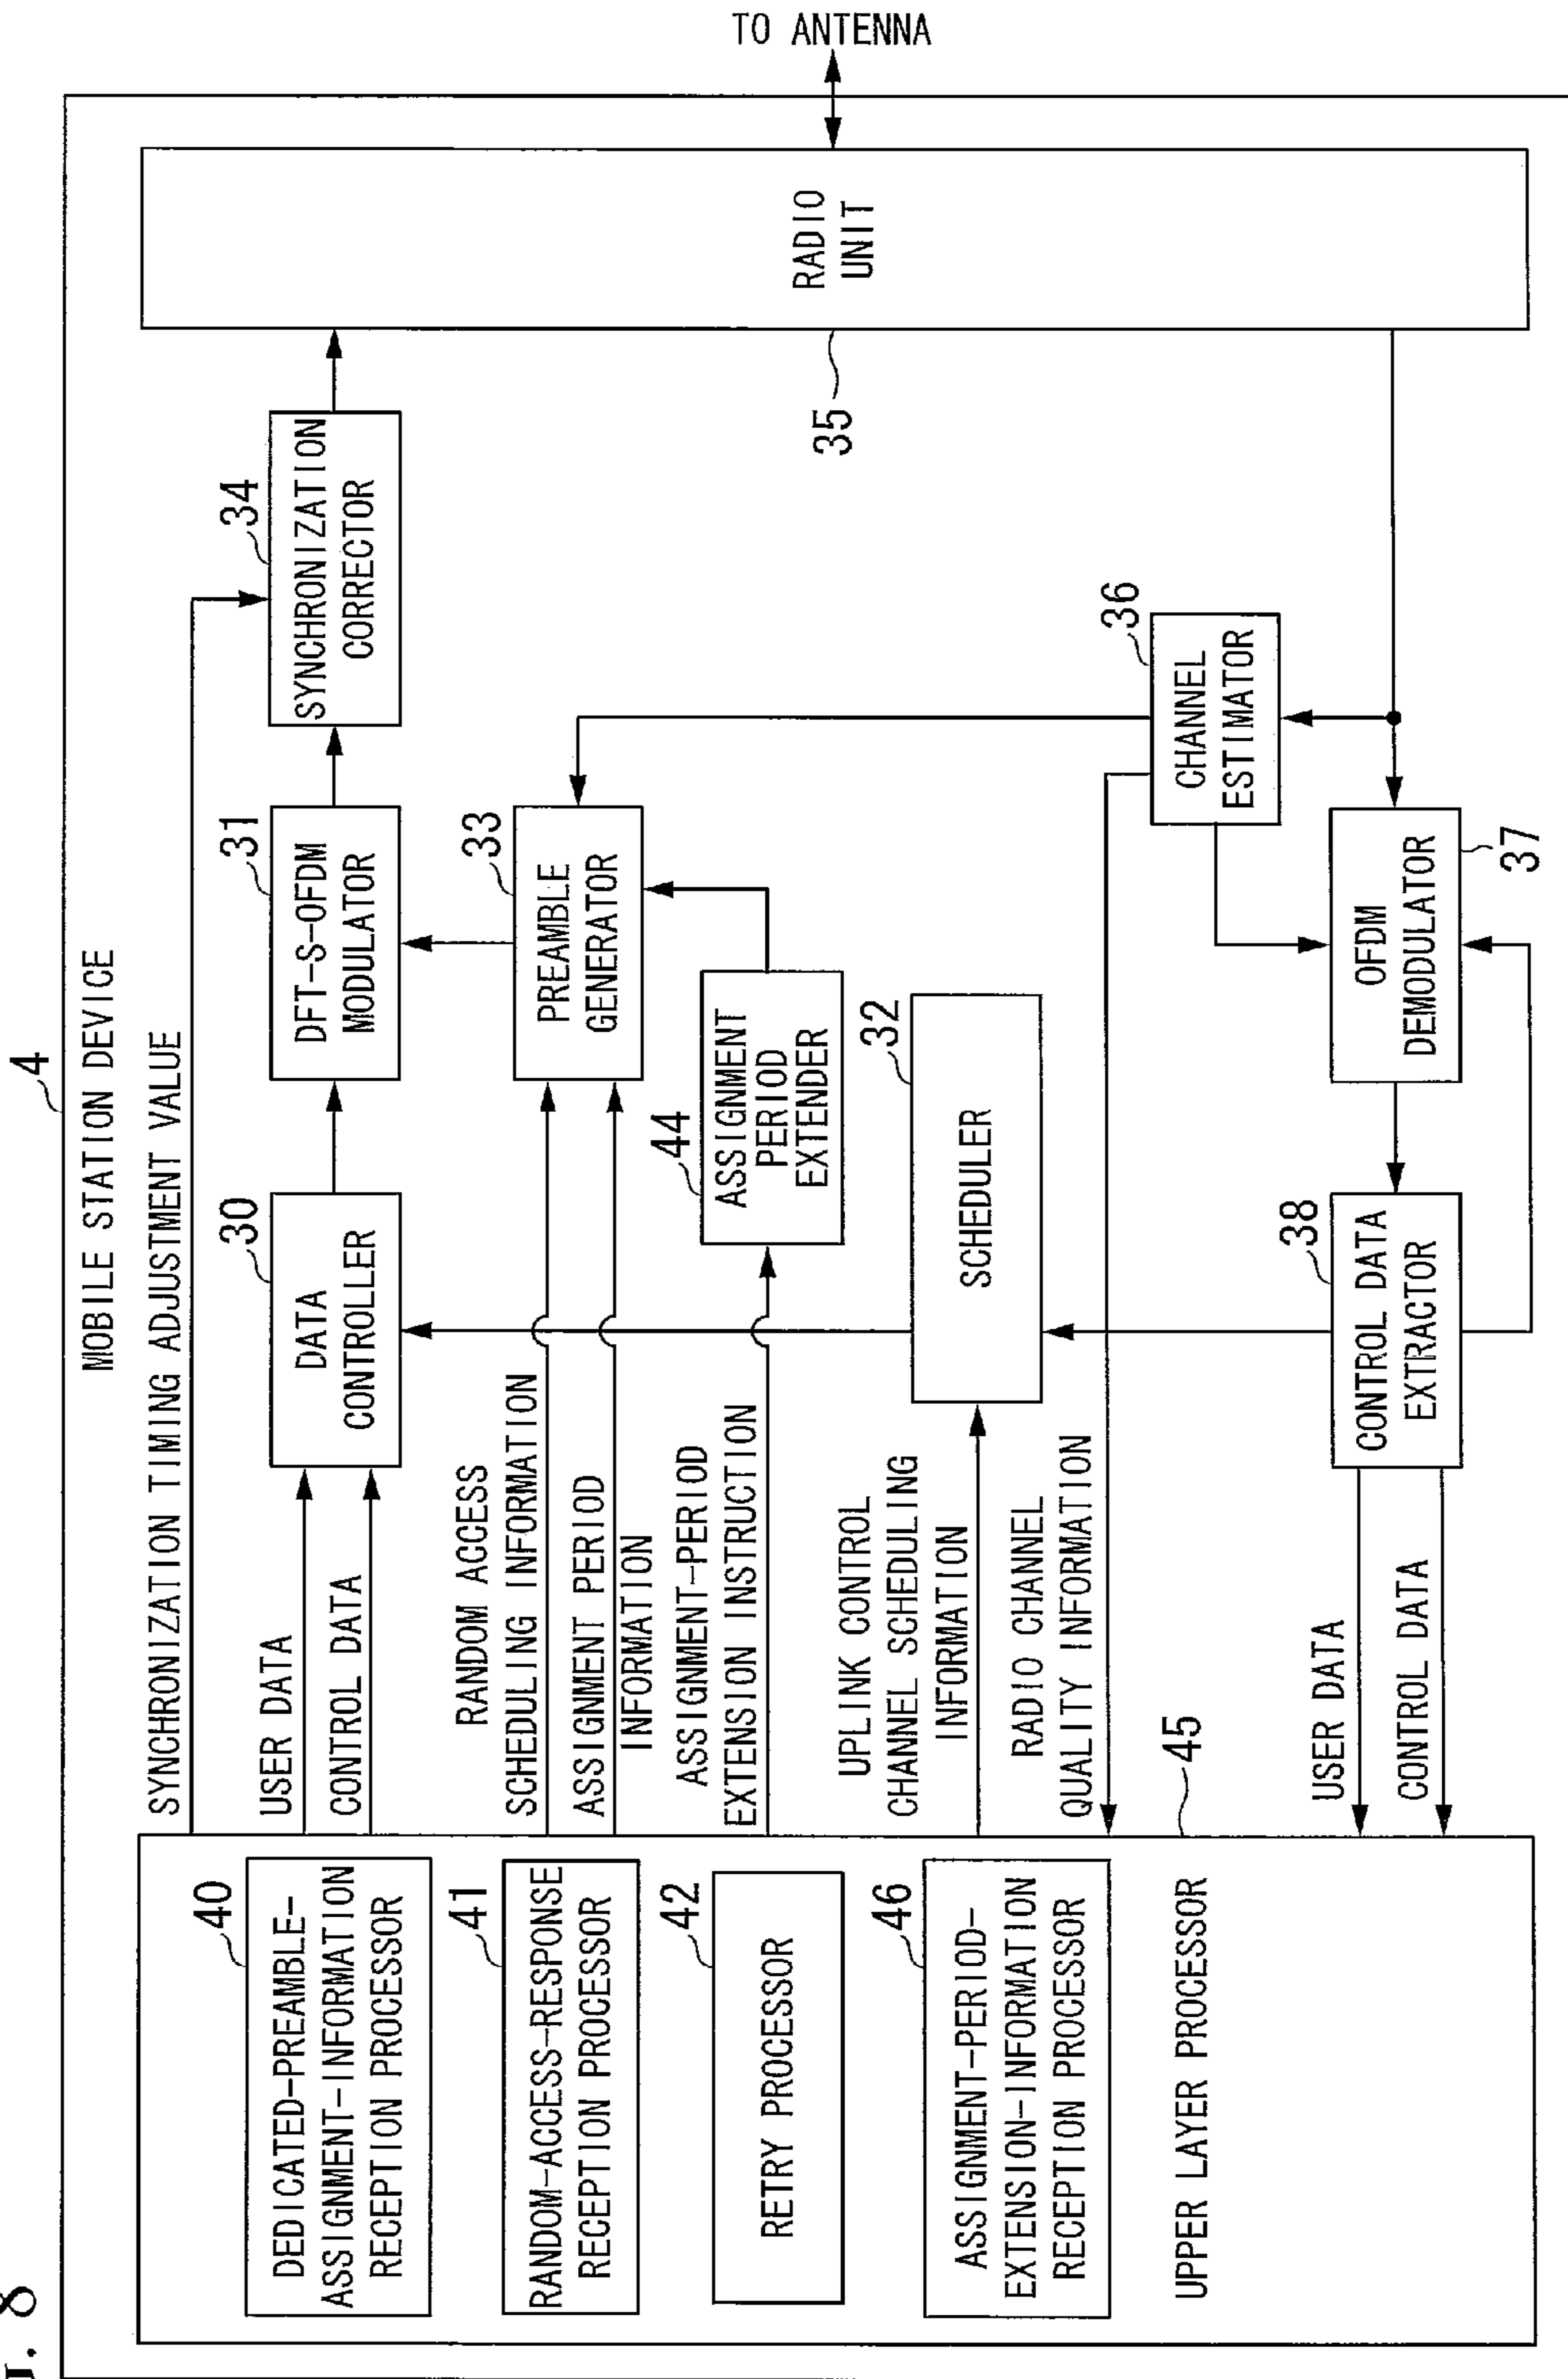 G. 8
4
MOBILE STATION DEVICE
SYNCHRONIZATION TIMING ADJUSTMENT VALUE
40
DEDICATED-PREAMBLE-
ASSIGNMENT-INFORMATION
RECEPTION PROCESSOR
41
RANDOM-ACCESS-RESPONSE
RECEPTION PROCESSOR
42
RETRY PROCESSOR
46
ASSIGNMENT-PERIOD-
EXTENSION-INFORMATION
RECEPTION PROCESSOR
UPPER LAYER PROCESSOR
45
USER DATA
CONTROL DATA
RANDOM ACCESS
SCHEDULING INFORMATION
ASSIGNMENT PERIOD
INFORMATION
ASSIGNMENT-PERIOD
EXTENSION INSTRUCTION
UPLINK CONTROL
CHANNEL SCHEDULING
INFORMATION
RADIO CHANNEL
QUALITY INFORMATION
USER DATA
CONTROL DATA
30
DATA
CONTROLLER
31
DFT-S-OFDM
MODULATOR
34
SYNCHRONIZATION
CORRECTOR
33
PREAMBLE
GENERATOR
44
ASSIGNMENT
PERIOD
EXTENDER
32
SCHEDULER
36
CHANNEL
ESTIMATOR
38
CONTROL DATA
EXTRACTOR
OFDM
DEMODULATOR
37
35
RADIO
UNIT
TO ANTENNA